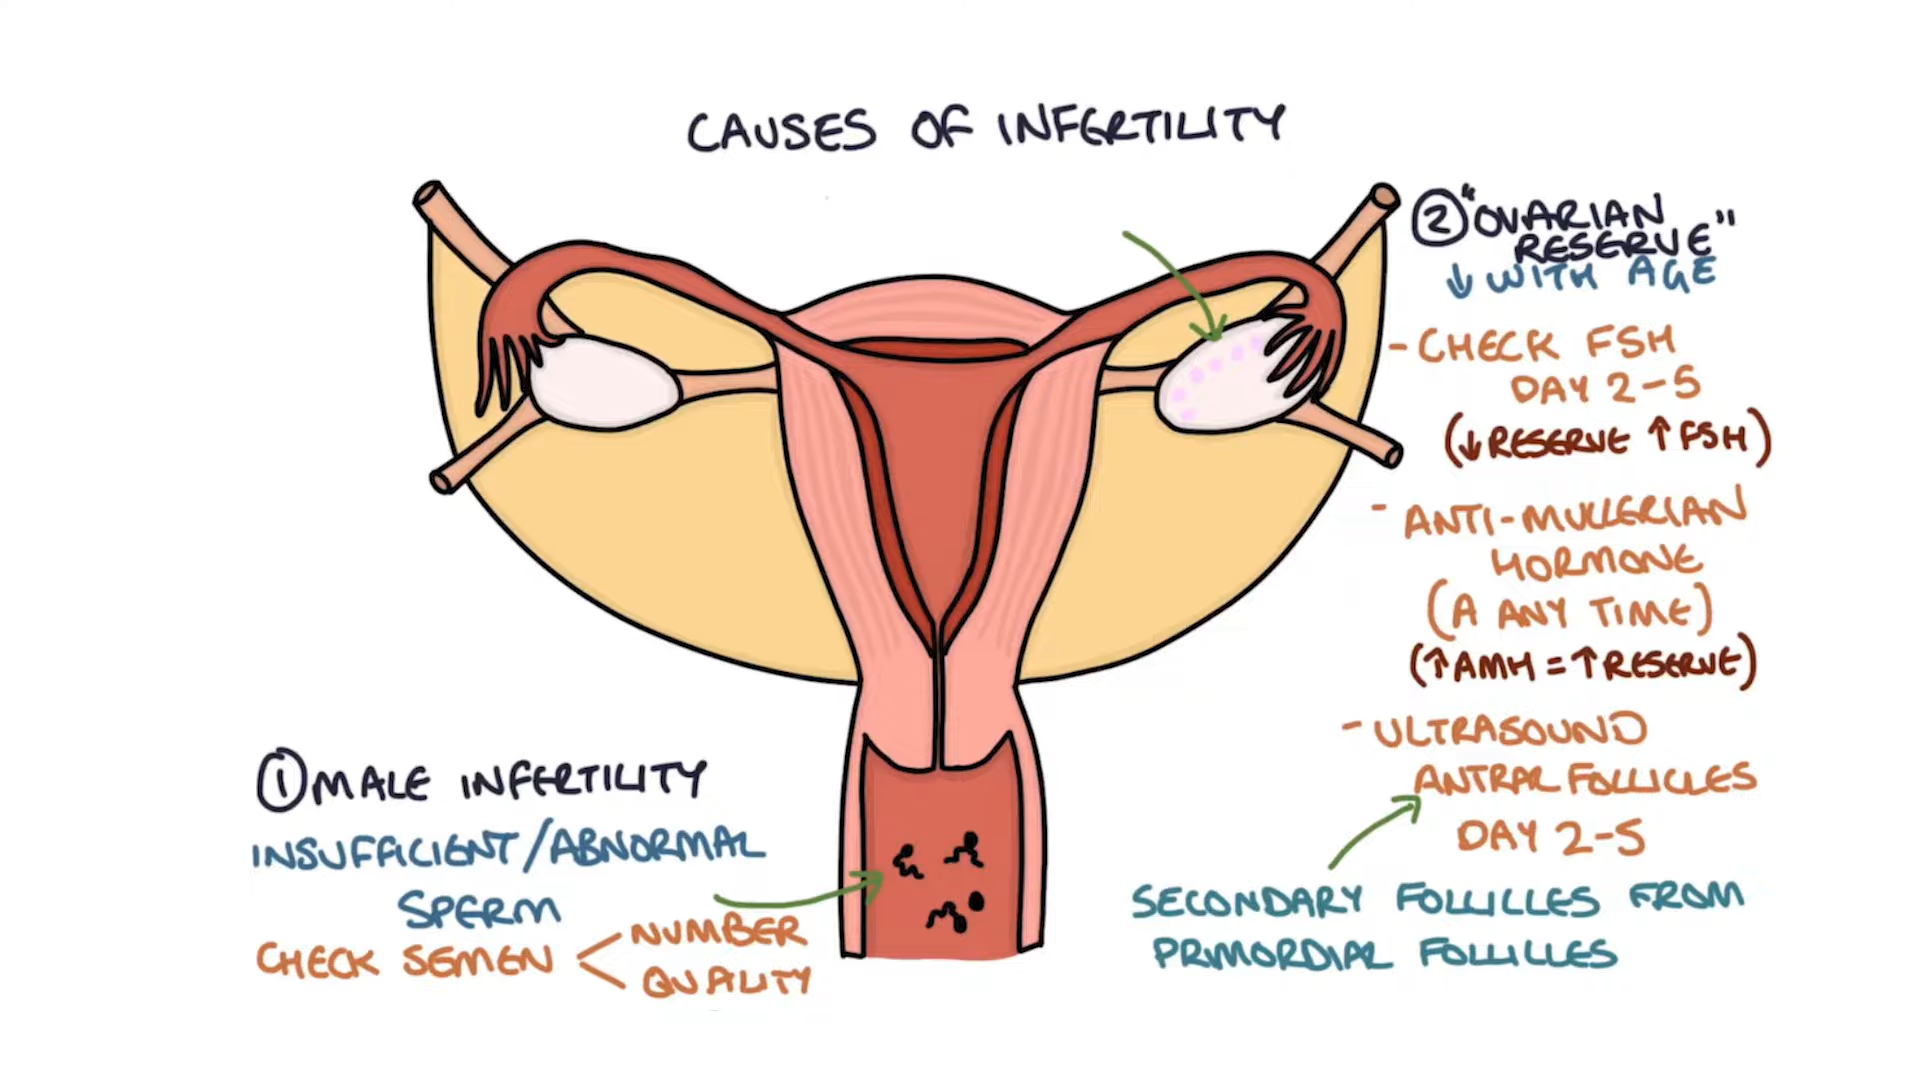 CAUSES OF INFERTILITY
① MALE INFERTILITY
INSUFFICIENT/ABNORMAL
SPERM
CHECK SEMEN < NUMBER
QUALITY
② "OVARIAN
RESERVE"
↓ WITH AGE
- CHECK FSH
DAY 2-5
(↓ RESERVE ↑ FSH)
- ANTI-MULLERIAN
HORMONE
(A ANY TIME)
(↑ AMH = ↑ RESERVE)
- ULTRASOUND
ANTRAL FOLLICLES
DAY 2-5
SECONDARY FOLLILLES FROM
PRIMORDIAL FOLLILLES